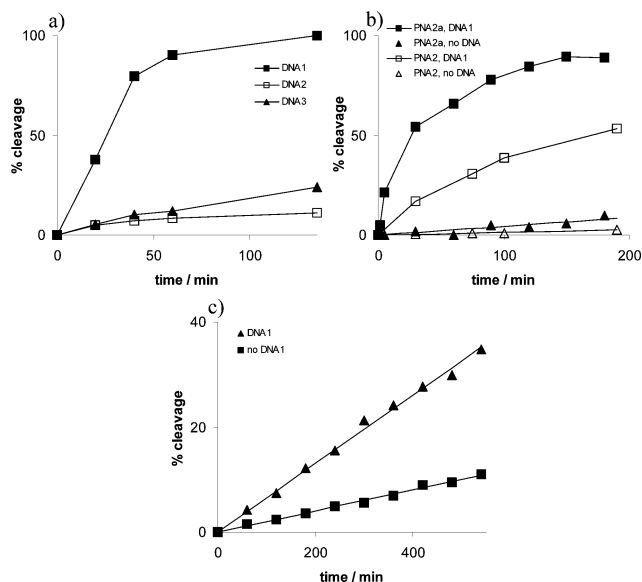 a)
100
50
0
% cleavage
0
50
100
time / min
DNA1
DNA2
DNA3
b)
100
50
0
% cleavage
0
100
200
time / min
PNA2a, DNA1
PNA2a, no DNA
PNA2, DNA1
PNA2, no DNA
c)
40
20
0
% cleavage
0
200
400
time / min
DNA1
no DNA1